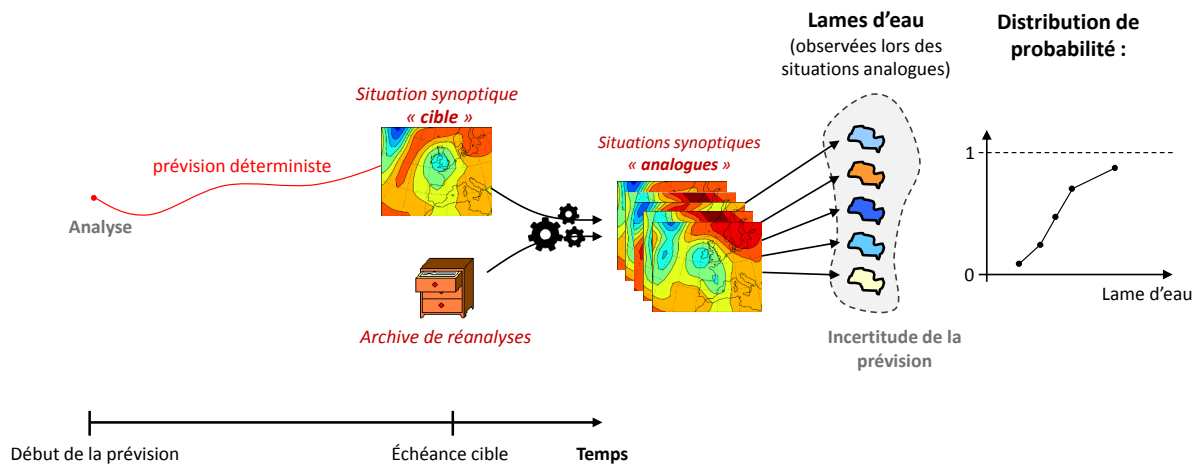 Lames d'eau
(observées lors des
situations analogues)
Distribution de
probabilité :
Situation synoptique
« cible »
Situations synoptiques
« analogues »
prévision déterministe
Analyse
1
0
Lame d'eau
Archive de réanalyses
Incertitude de la
prévision
Début de la prévision
Échéance cible
Temps